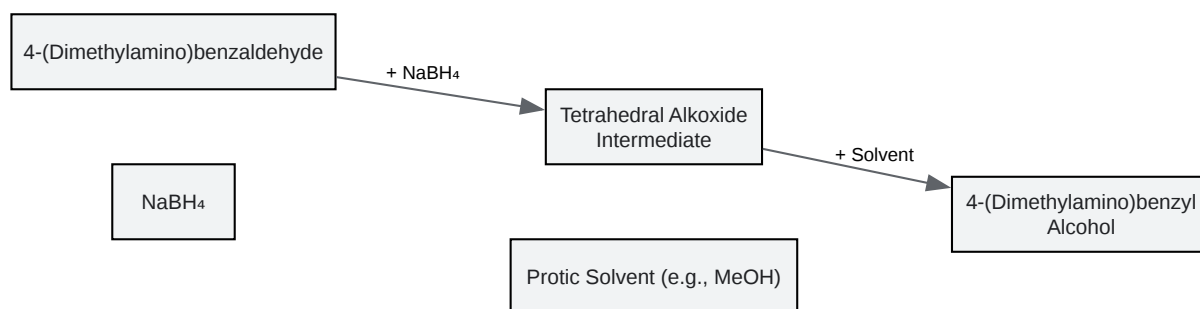 4-(Dimethylamino)benzaldehyde
+ NaBH₄
Tetrahedral Alkoxide
Intermediate
+ Solvent
4-(Dimethylamino)benzyl
Alcohol
NaBH₄
Protic Solvent (e.g., MeOH)